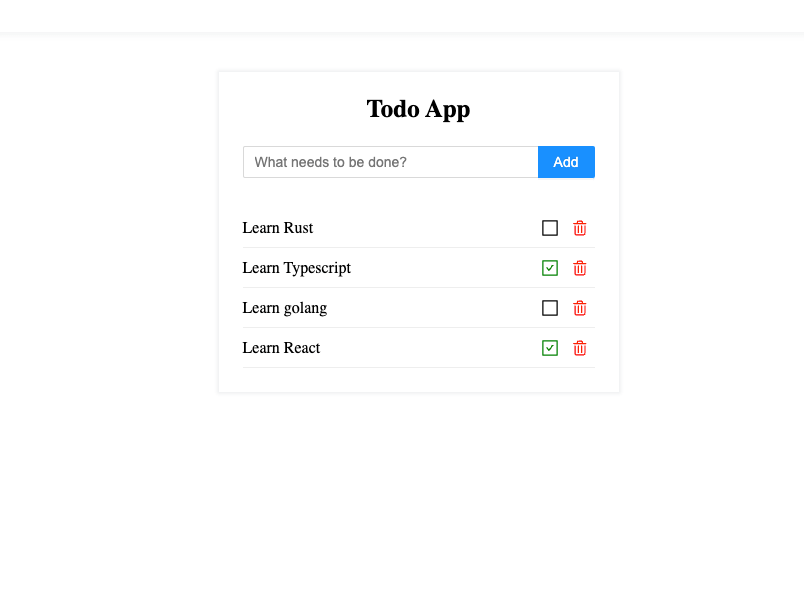 Todo App
What needs to be done?
Add
Learn Rust
Learn Typescript
Learn golang
Learn React